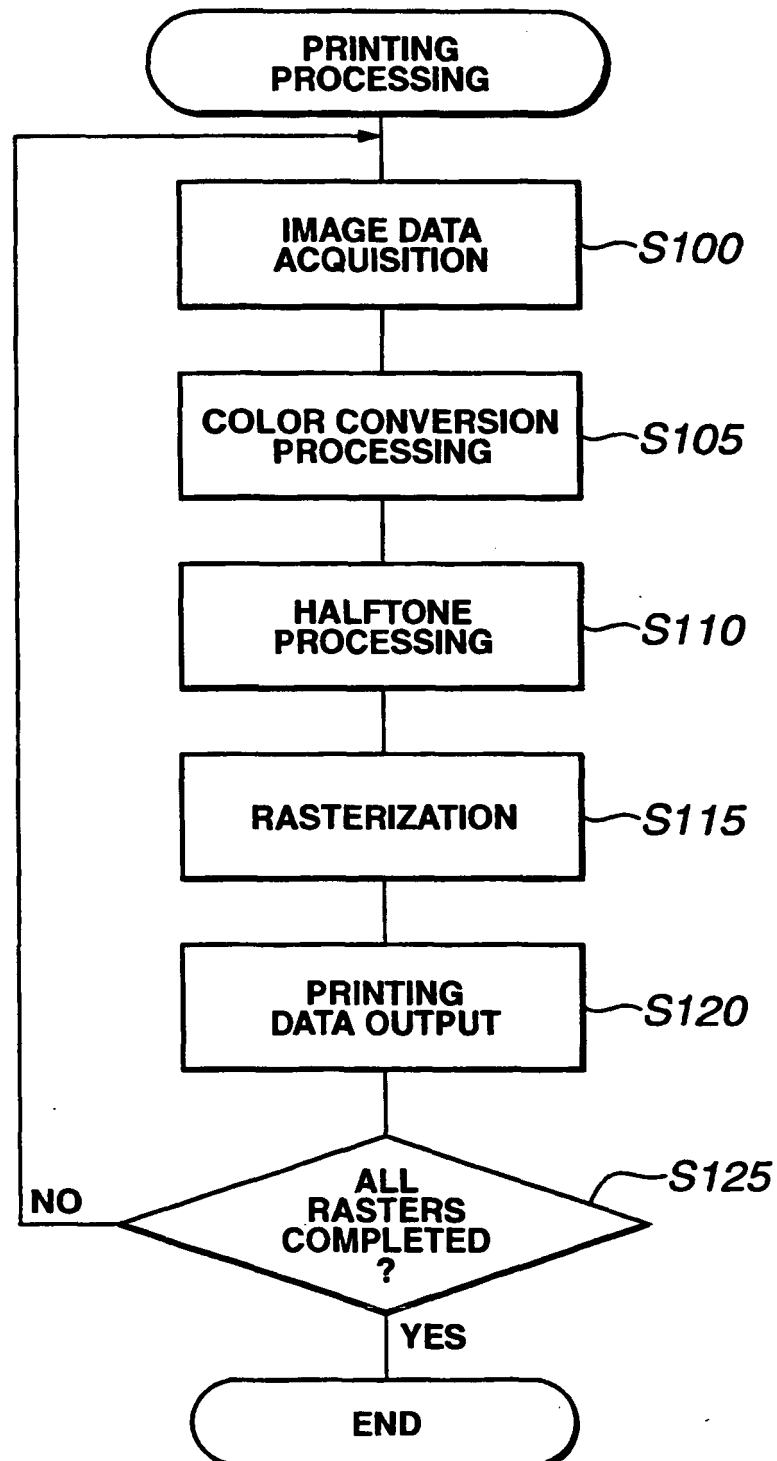 PRINTING
PROCESSING
IMAGE DATA
ACQUISITION
S100
COLOR CONVERSION
PROCESSING
S105
HALFTONE
PROCESSING
S110
RASTERIZATION
S115
PRINTING
DATA OUTPUT
S120
ALL
RASTERS
COMPLETED
?
S125
NO
YES
END